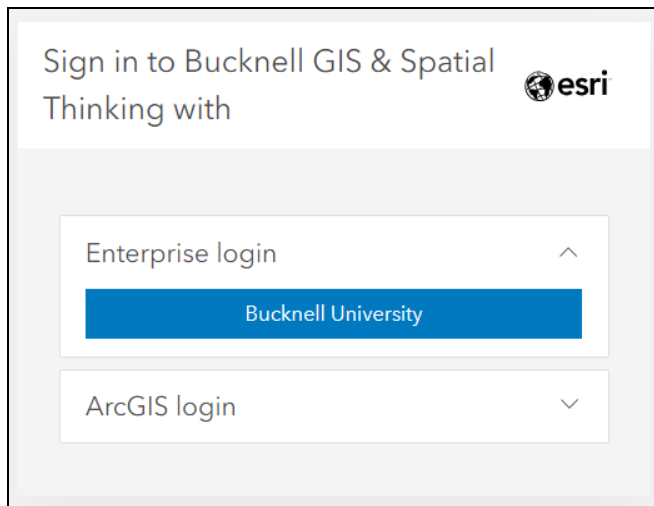 Sign in to Bucknell GIS & Spatial
Thinking with
esri
Enterprise login
Bucknell University
ArcGIS login